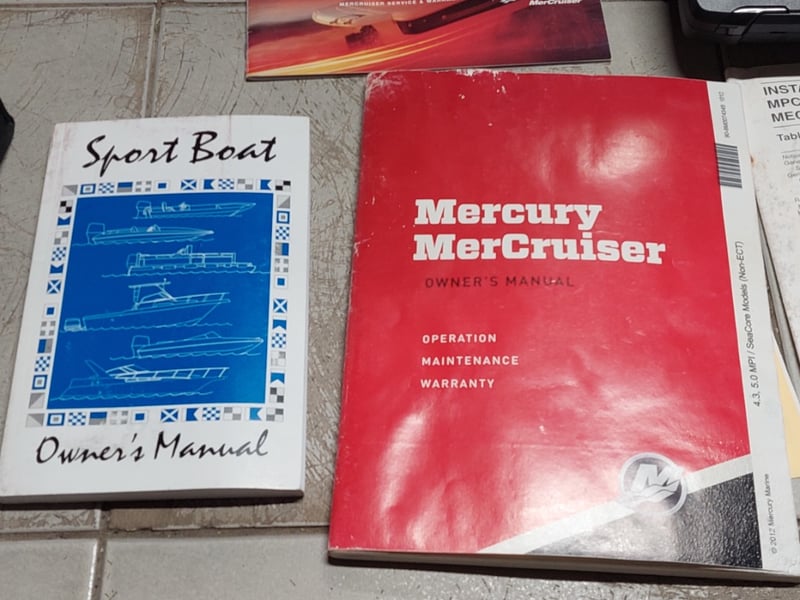 MERCRUISER SERVICE & WARRANTY
MerCruiser
Sport Boat
Owner's Manual
Mercury
MerCruiser
OWNER'S MANUAL
OPERATION
MAINTENANCE
WARRANTY
4.3, 5.0 MPI / SeaCore Models (Non-ECT)
© 2012 Mercury Marine
INST
MPC
MEC
Tabl